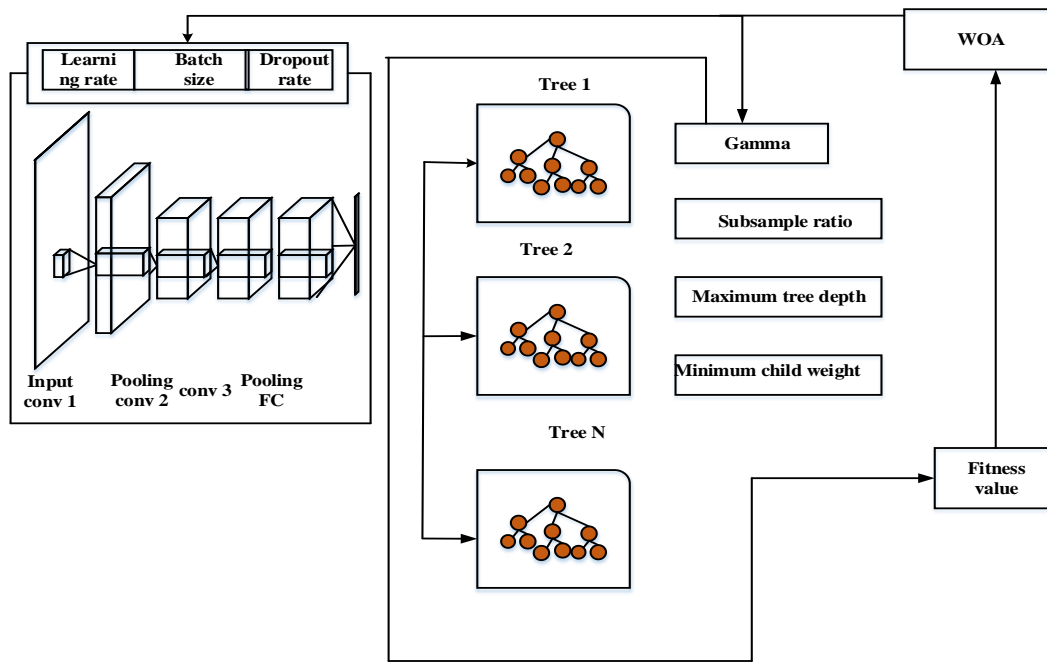 WOA
Learni
ng rate
Batch
size
Dropout
rate
Tree 1
Gamma
Subsample ratio
Tree 2
Maximum tree depth
Minimum child weight
Input
conv 1
Pooling
conv 2
conv 3
Pooling
FC
Tree N
Fitness
value